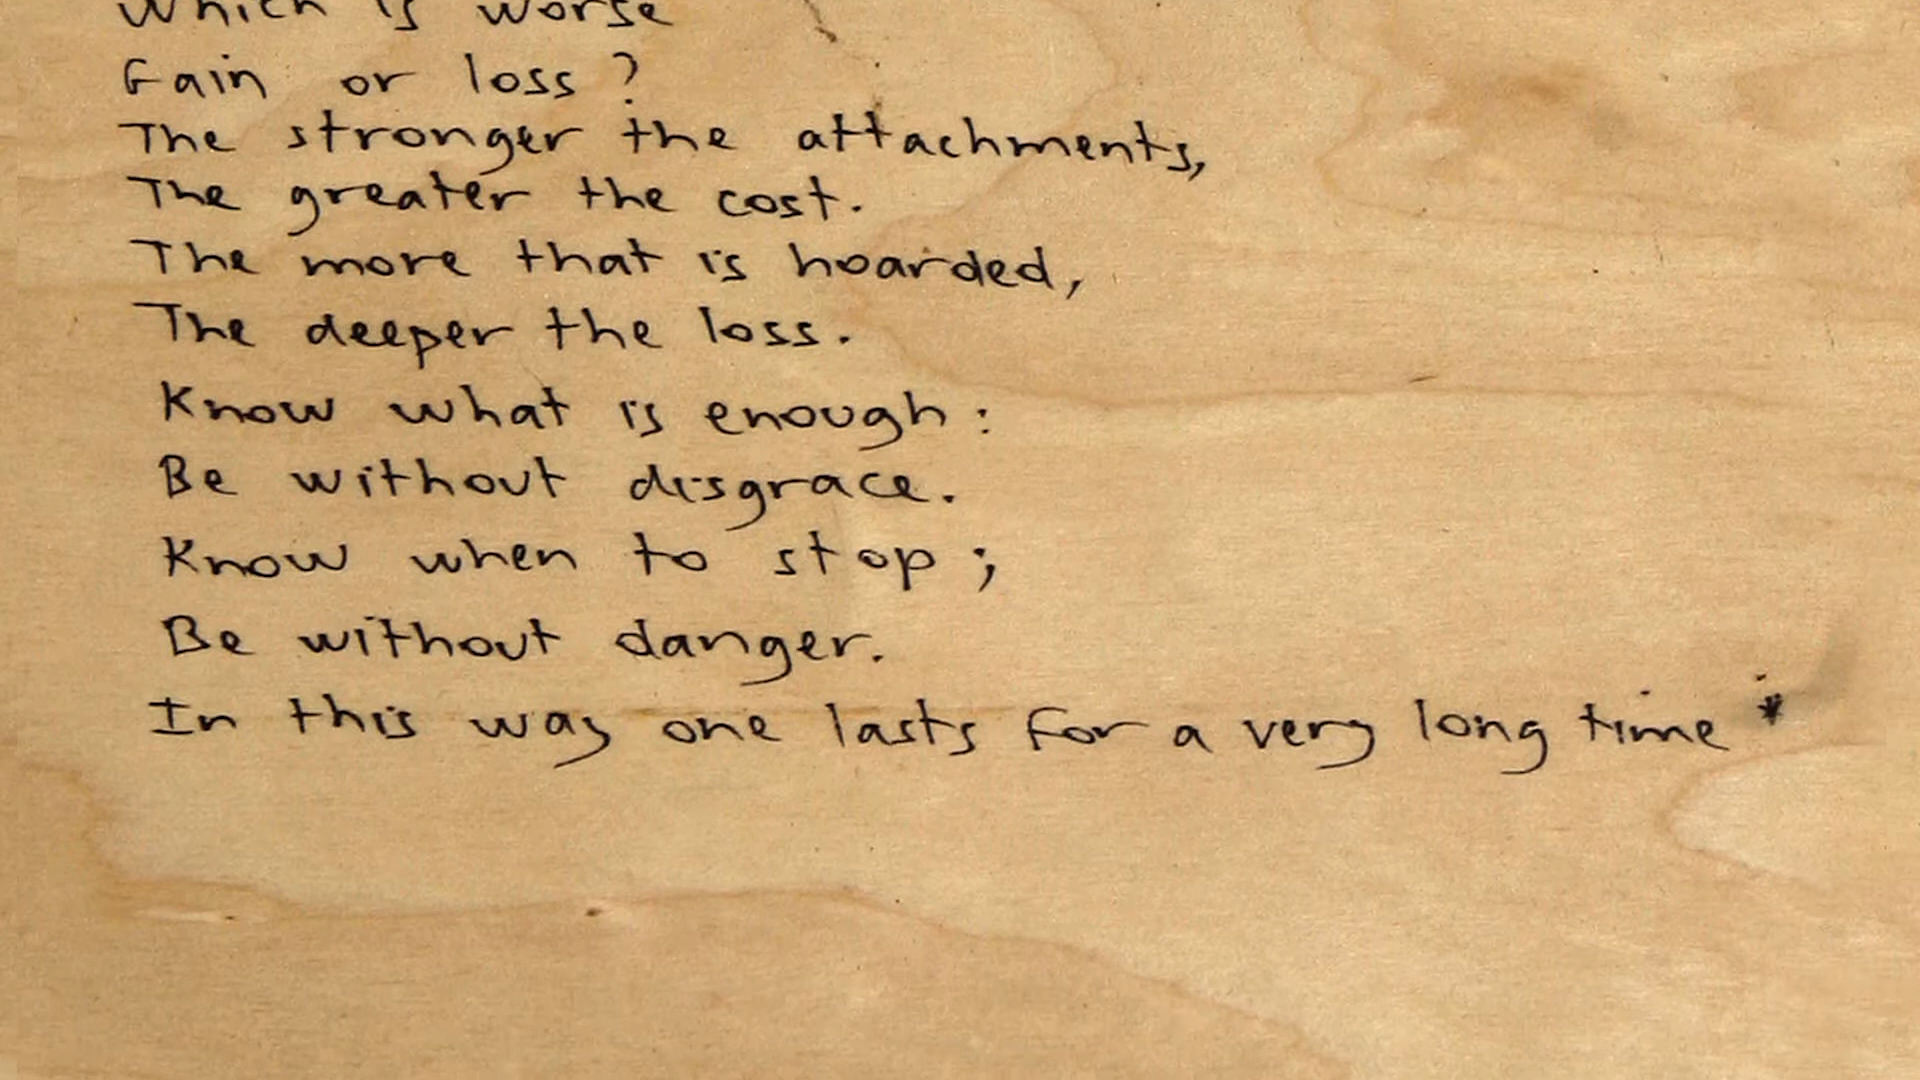 Which is worse
Gain or loss?
The stronger the attachments,
The greater the cost.
The more that is hoarded,
The deeper the loss.
Know what is enough:
Be without disgrace.
Know when to stop;
Be without danger.
In this way one lasts for a very long time